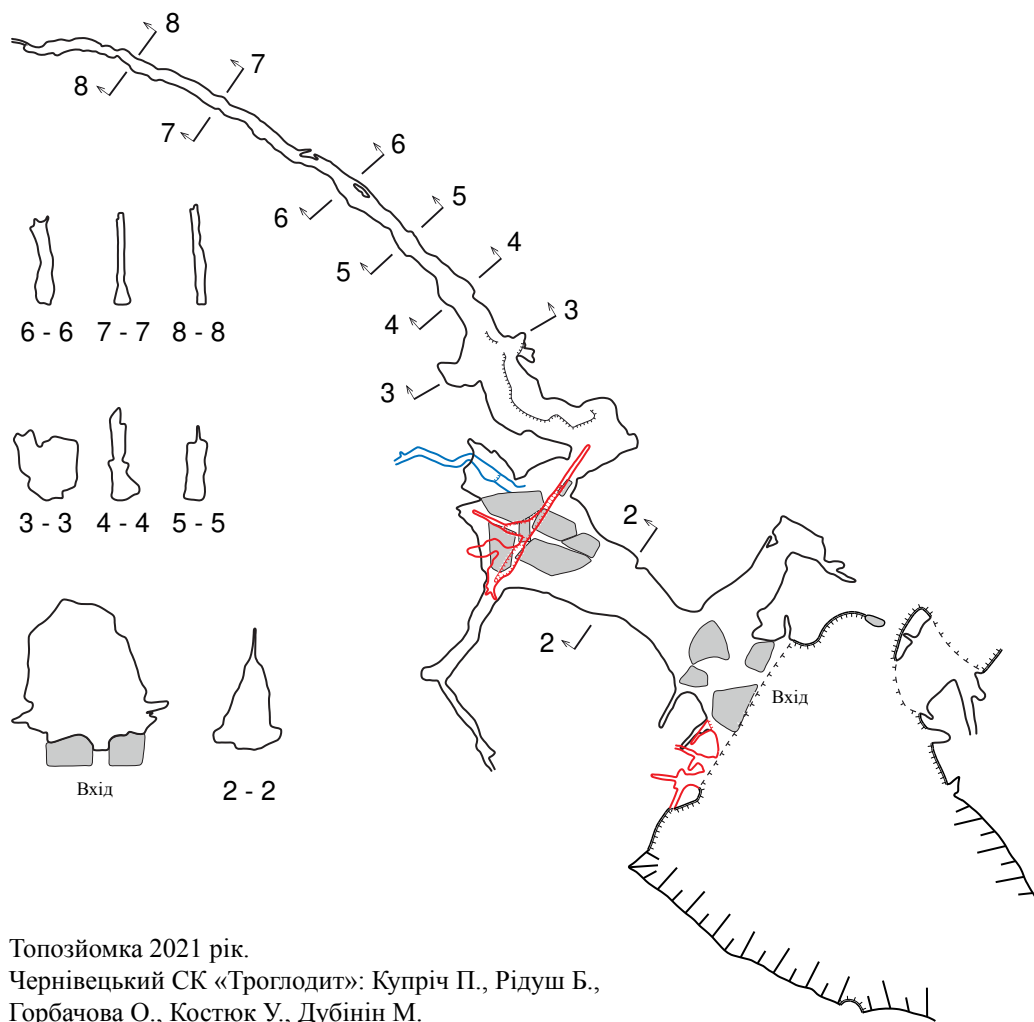 8
8
7
7
6
6
5
5
4
4
3
3
6 - 6 7 - 7 8 - 8
3 - 3 4 - 4 5 - 5
2
2
Вхід
Вхід
2 - 2
Топозйомка 2021 рік.
Чернівецький СК «Троглодит»: Купріч П., Рідуш Б.,
Горбачова О., Костюк У., Дубінін М.